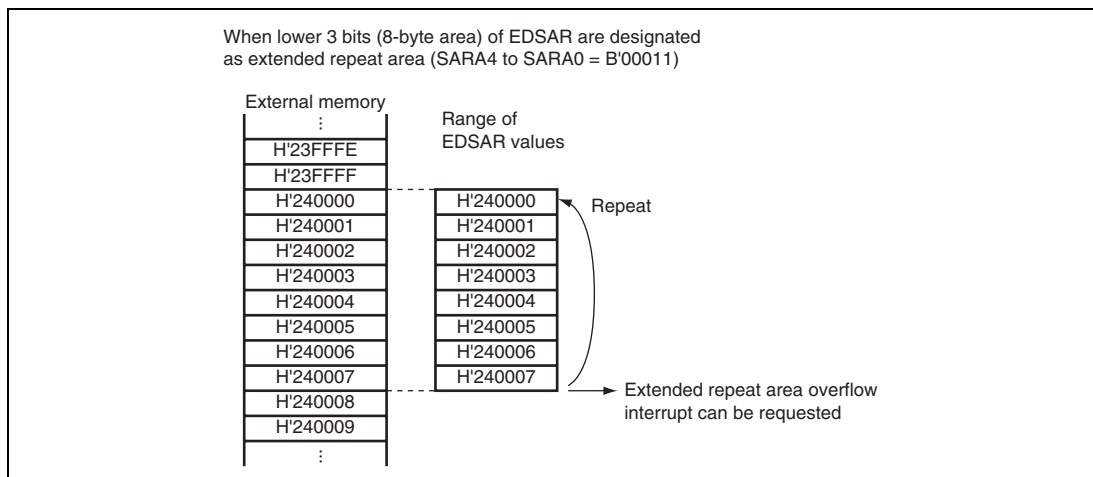 When lower 3 bits (8-byte area) of EDSAR are designated
as extended repeat area (SARA4 to SARA0 = B'00011)
External memory
⋮
H'23FFFE
H'23FFFF
H'240000
H'240001
H'240002
H'240003
H'240004
H'240005
H'240006
H'240007
H'240008
H'240009
⋮
Range of
EDSAR values
H'240000
H'240001
H'240002
H'240003
H'240004
H'240005
H'240006
H'240007
Repeat
Extended repeat area overflow
interrupt can be requested